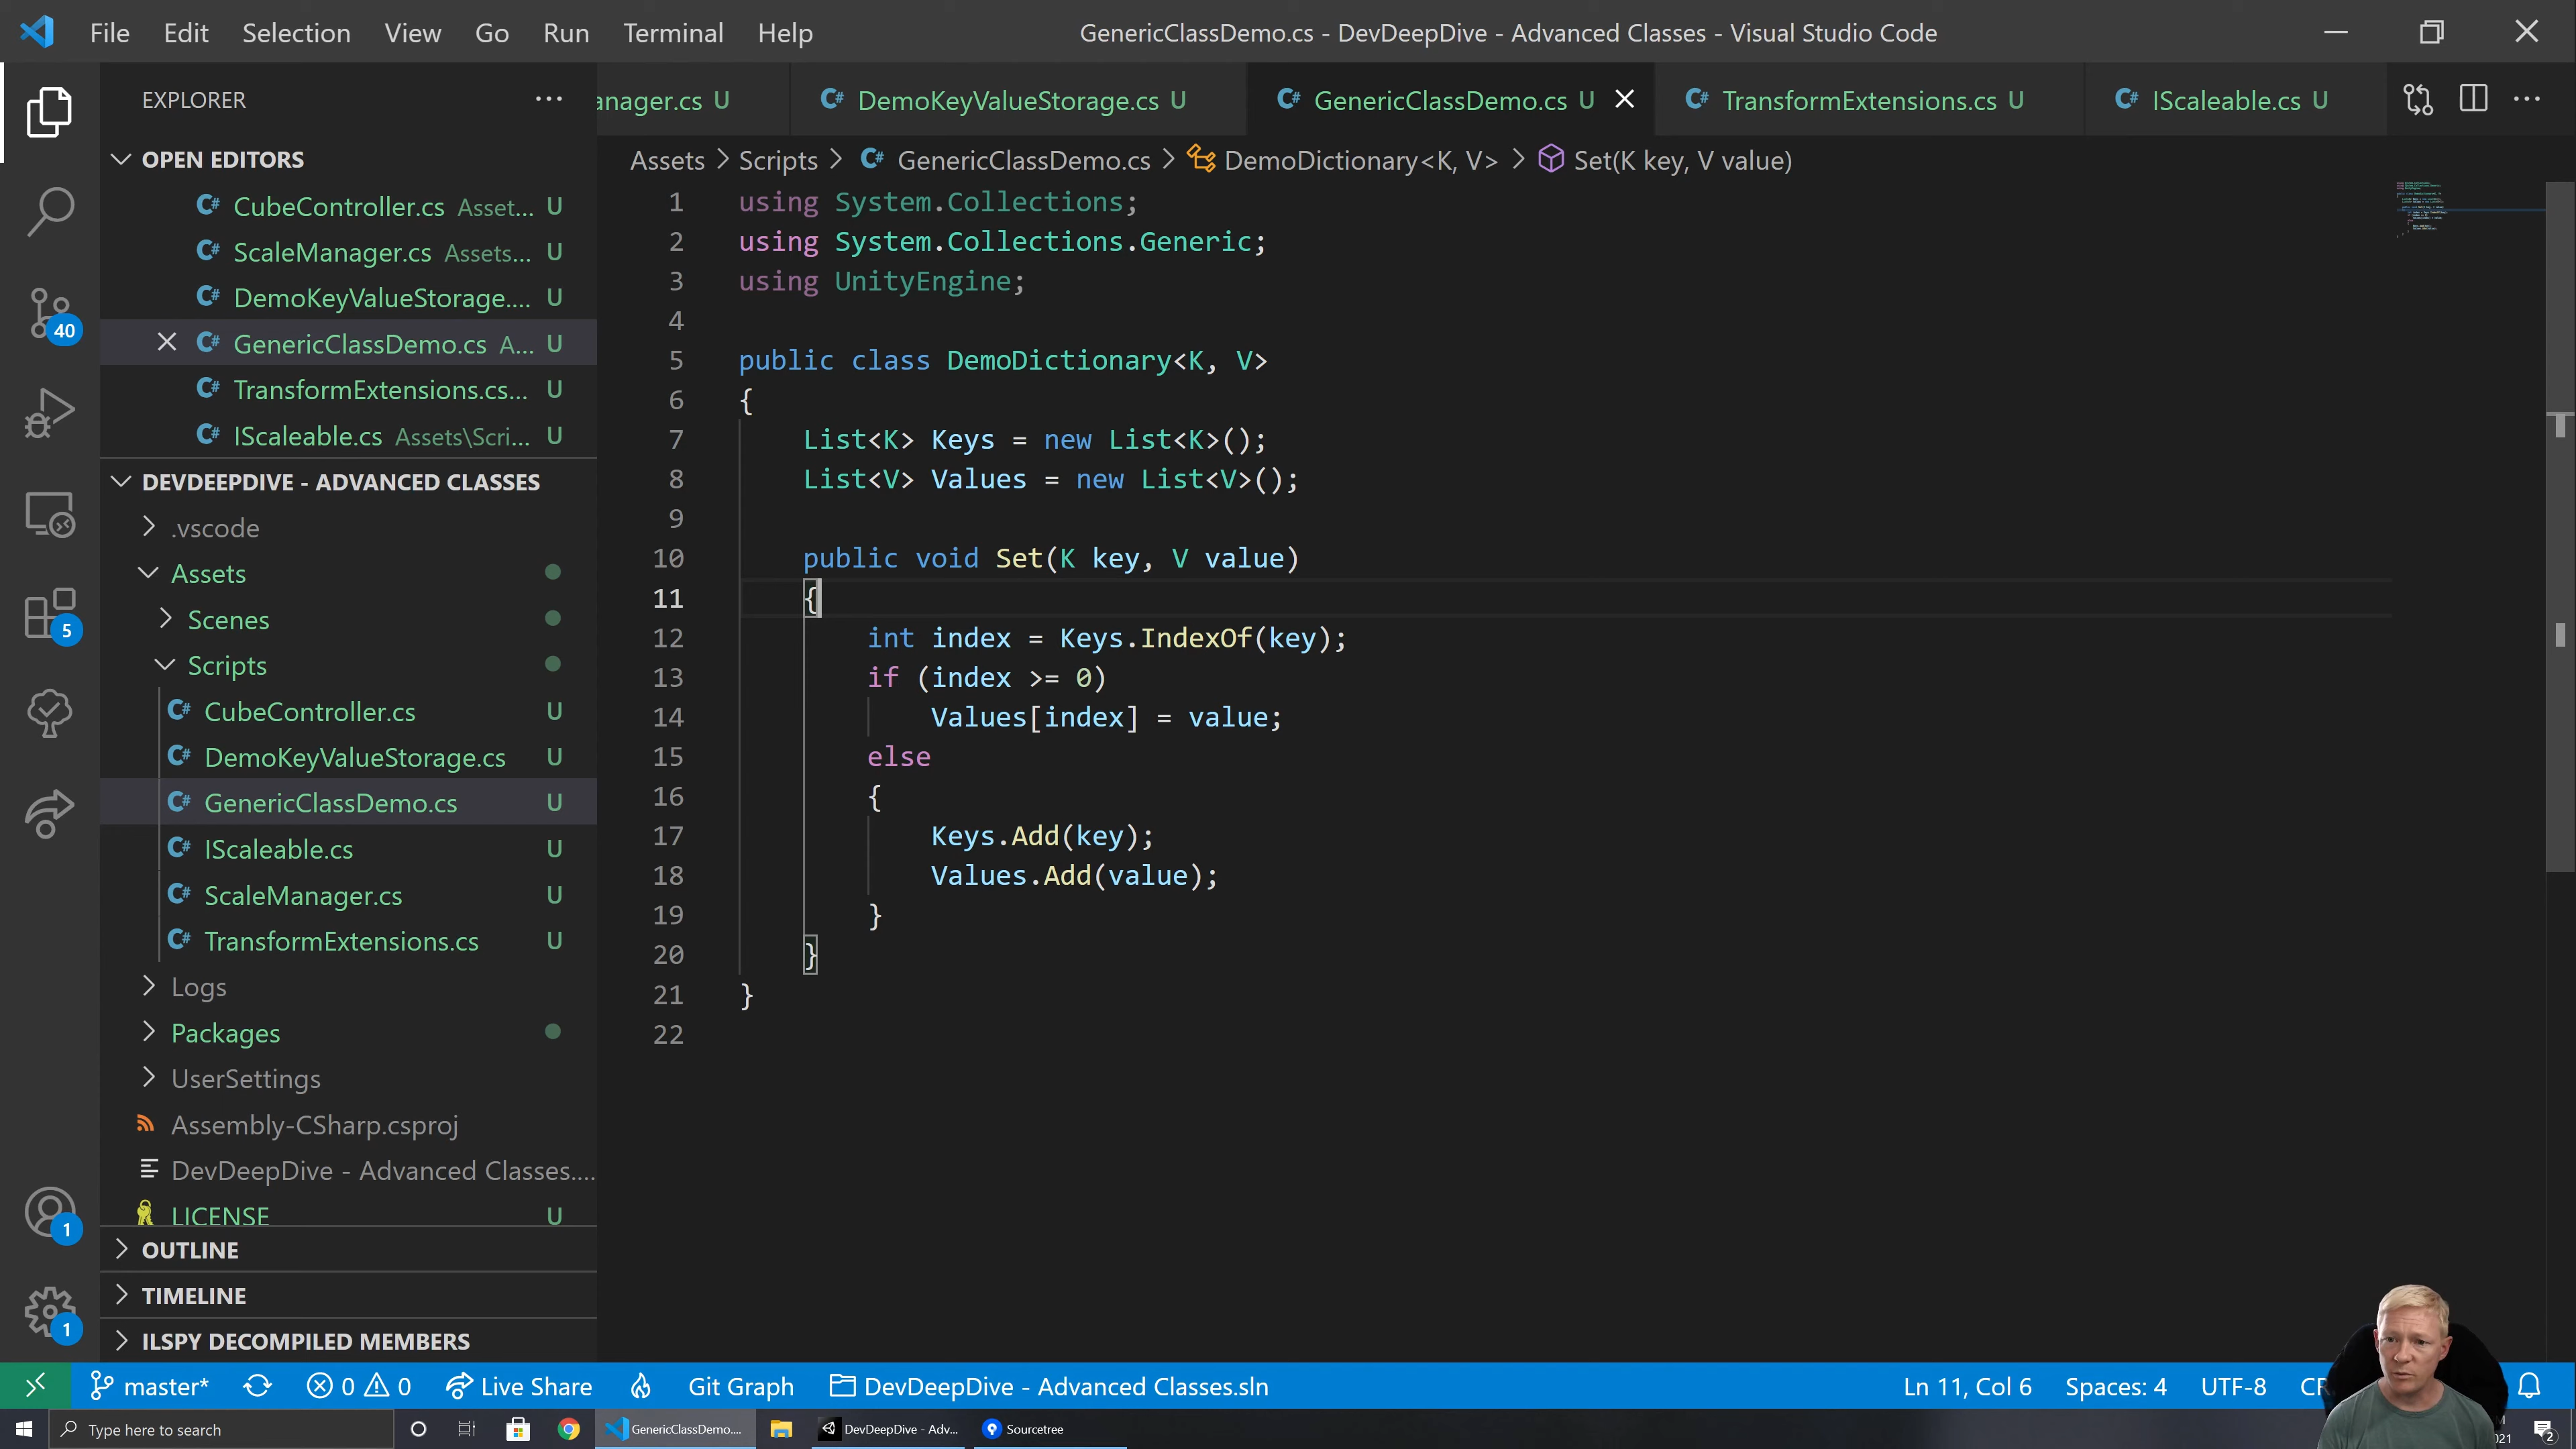 File Edit Selection View Go Run Terminal Help
GenericClassDemo.cs - DevDeepDive - Advanced Classes - Visual Studio Code
EXPLORER ...
OPEN EDITORS
CubeController.cs Asset... U
ScaleManager.cs Assets... U
DemoKeyValueStorage.... U
GenericClassDemo.cs A... U
TransformExtensions.cs... U
IScaleable.cs Assets\Scri... U
DEVDEEPDIVE - ADVANCED CLASSES
.vscode
Assets
Scenes
Scripts
CubeController.cs U
DemoKeyValueStorage.cs U
GenericClassDemo.cs U
IScaleable.cs U
ScaleManager.cs U
TransformExtensions.cs U
Logs
Packages
UserSettings
Assembly-CSharp.csproj
DevDeepDive - Advanced Classes....
LICENSE U
OUTLINE
TIMELINE
ILSPY DECOMPILED MEMBERS
40
5
1
1
anager.cs U
C# DemoKeyValueStorage.cs U
C# GenericClassDemo.cs U
C# TransformExtensions.cs U
C# IScaleable.cs U
Assets > Scripts > C# GenericClassDemo.cs > DemoDictionary<K, V> > Set(K key, V value)
1 using System.Collections;
2 using System.Collections.Generic;
3 using UnityEngine;
4
5 public class DemoDictionary<K, V>
6 {
7 List<K> Keys = new List<K>();
8 List<V> Values = new List<V>();
9
10 public void Set(K key, V value)
11 {
12 int index = Keys.IndexOf(key);
13 if (index >= 0)
14 Values[index] = value;
15 else
16 {
17 Keys.Add(key);
18 Values.Add(value);
19 }
20 }
21 }
22
master* 0 0 Live Share Git Graph DevDeepDive - Advanced Classes.sln
Ln 11, Col 6 Spaces: 4 UTF-8
Type here to search
GenericClassDemo....
DevDeepDive - Adv...
Sourcetree
021
2